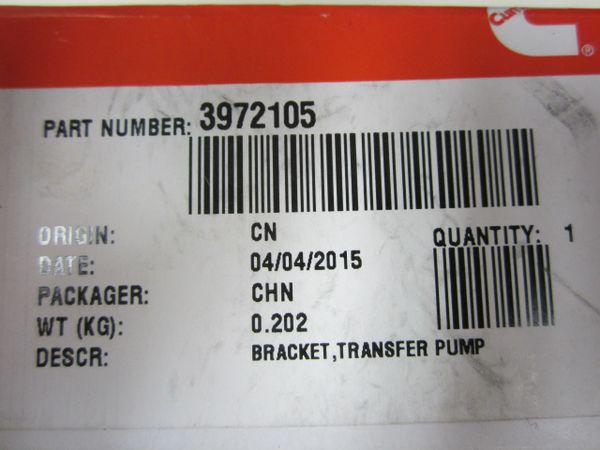 Cum
®
PART NUMBER: 3972105
ORIGIN: CN
QUANTITY: 1
DATE: 04/04/2015
PACKAGER: CHN
WT (KG): 0.202
DESCR: BRACKET,TRANSFER PUMP